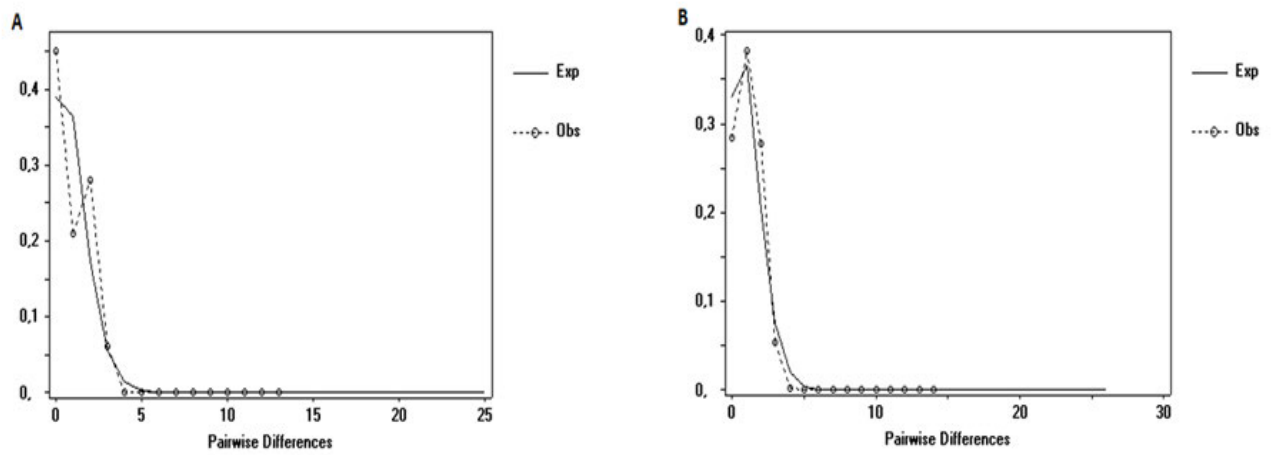 A
0,4
0,3
0,2
0,1
0,
0 5 10 15 20 25
Pairwise Differences
Exp
Obs
B
0,4
0,3
0,2
0,1
0,
0 10 20 30
Pairwise Differences
Exp
Obs